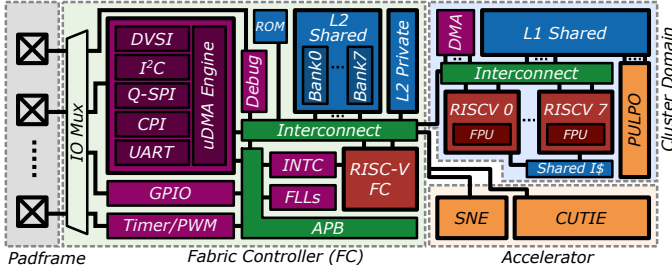 DVSI
I²C
Q-SPI
CPI
UART
uDMA Engine
IO Mux
GPIO
Timer/PWM
Debug
ROM
L2
Shared
Bank0
...
Bank7
L2 Private
Interconnect
INTC
FLLs
RISC-V
FC
APB
DMA
L1 Shared
Interconnect
RISCV 0
FPU
...
RISCV 7
FPU
Shared I$
PULPO
Cluster Domain
SNE
CUTIE
Padframe
Fabric Controller (FC)
Accelerator